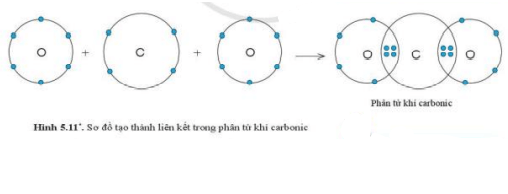 O + C + O → O C O
Phân tử khí carbonic
Hình 5.11*. Sơ đồ tạo thành liên kết trong phân tử khí carbonic